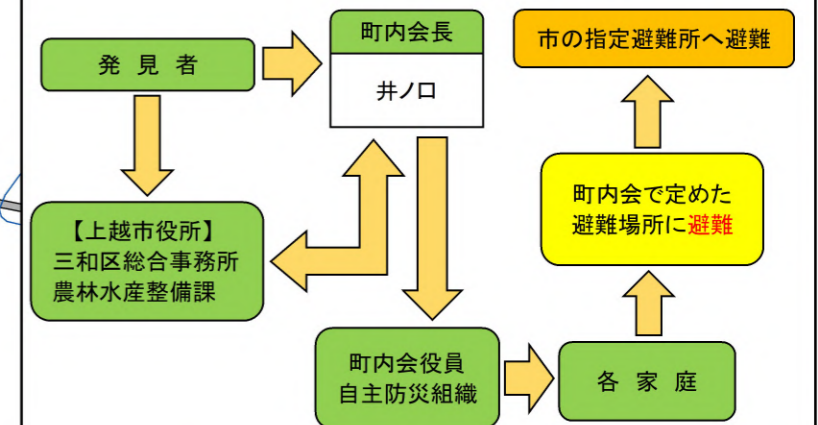 発見者
町内会長
井ノ口
市の指定避難所へ避難
【上越市役所】
三和区総合事務所
農林水産整備課
町内会で定めた
避難場所に避難
町内会役員
自主防災組織
各家庭